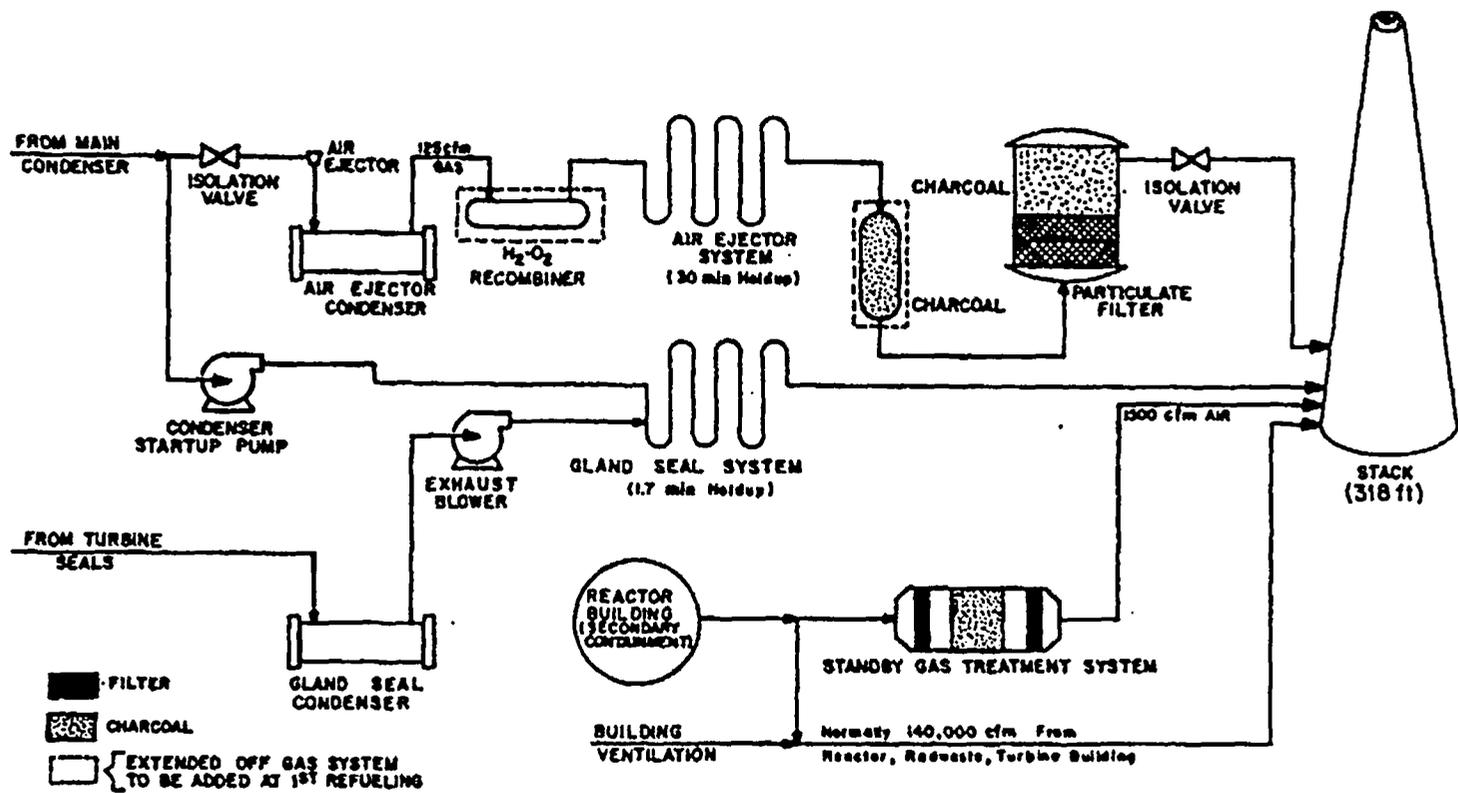 FROM MAIN
CONDENSER
ISOLATION
VALVE
AIR
EJECTOR
125 cfm
GAS
AIR EJECTOR
CONDENSER
H2-O2
RECOMBINER
AIR EJECTOR
SYSTEM
(30 min Holdup)
CHARCOAL
CHARCOAL
PARTICULATE
FILTER
ISOLATION
VALVE
CONDENSER
STARTUP PUMP
EXHAUST
BLOWER
GLAND SEAL SYSTEM
(1.7 min Holdup)
1500 cfm AIR
STACK
(318 ft)
FROM TURBINE
SEALS
GLAND SEAL
CONDENSER
REACTOR
BUILDING
(SECONDARY
CONTAINMENT)
STANDBY GAS TREATMENT SYSTEM
BUILDING
VENTILATION
Normally 140,000 cfm From
Reactor, Radwaste, Turbine Building
FILTER
CHARCOAL
EXTENDED OFF GAS SYSTEM
TO BE ADDED AT 1ST REFUELING